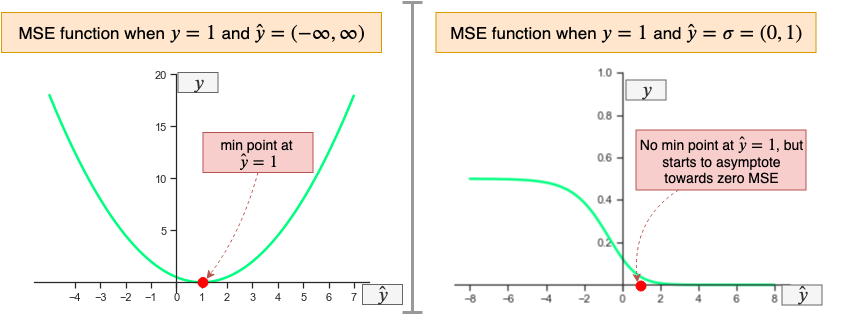 MSE function when y = 1 and ŷ = (−∞, ∞)
20
y
15
min point at
ŷ = 1
10
5
−4 −3 −2 −1 0 1 2 3 4 5 6 7
ŷ
MSE function when y = 1 and ŷ = σ = (0, 1)
1.0
y
0.8
No min point at ŷ = 1, but
starts to asymptote
towards zero MSE
0.6
0.4
0.2
−8 −6 −4 −2 0 2 4 6 8
ŷ